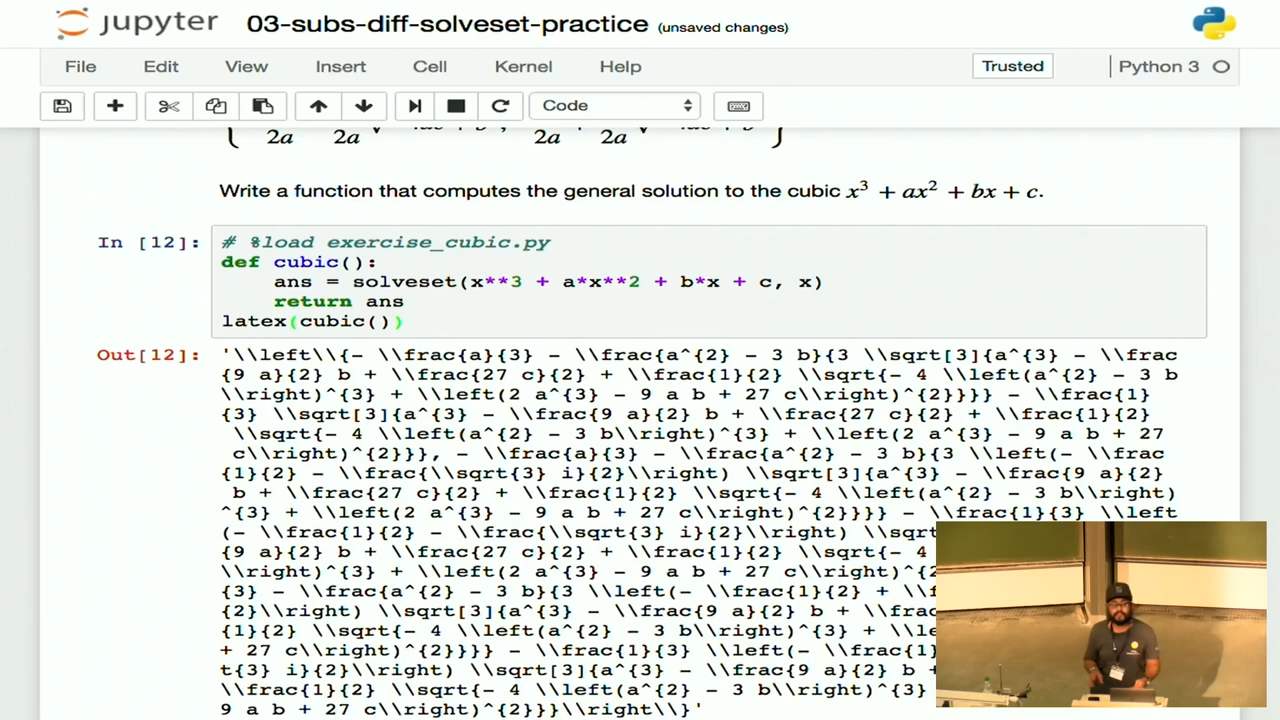 jupyter 03-subs-diff-solveset-practice (unsaved changes)
File Edit View Insert Cell Kernel Help Trusted Python 3
Code
2a 2a 2a 2a
Write a function that computes the general solution to the cubic x³ + ax² + bx + c.
In [12]: # %load exercise_cubic.py
def cubic():
ans = solveset(x**3 + a*x**2 + b*x + c, x)
return ans
latex(cubic())
Out[12]: '\\left\\{- \\frac{a}{3} - \\frac{a^{2} - 3 b}{3 \\sqrt[3]{a^{3} - \\frac
{9 a}{2} b + \\frac{27 c}{2} + \\frac{1}{2} \\sqrt{- 4 \\left(a^{2} - 3 b
\\right)^{3} + \\left(2 a^{3} - 9 a b + 27 c\\right)^{2}}}} - \\frac{1}
{3} \\sqrt[3]{a^{3} - \\frac{9 a}{2} b + \\frac{27 c}{2} + \\frac{1}{2}
\\sqrt{- 4 \\left(a^{2} - 3 b\\right)^{3} + \\left(2 a^{3} - 9 a b + 27
c\\right)^{2}}}, - \\frac{a}{3} - \\frac{a^{2} - 3 b}{3 \\left(- \\frac
{1}{2} - \\frac{\\sqrt{3} i}{2}\\right) \\sqrt[3]{a^{3} - \\frac{9 a}{2}
b + \\frac{27 c}{2} + \\frac{1}{2} \\sqrt{- 4 \\left(a^{2} - 3 b\\right)
^{3} + \\left(2 a^{3} - 9 a b + 27 c\\right)^{2}}}} - \\frac{1}{3} \\left
(- \\frac{1}{2} - \\frac{\\sqrt{3} i}{2}\\right) \\sqrt
{9 a}{2} b + \\frac{27 c}{2} + \\frac{1}{2} \\sqrt{- 4
\\right)^{3} + \\left(2 a^{3} - 9 a b + 27 c\\right)^{2
{3} - \\frac{a^{2} - 3 b}{3 \\left(- \\frac{1}{2} + \\f
{2}\\right) \\sqrt[3]{a^{3} - \\frac{9 a}{2} b + \\frac
{1}{2} \\sqrt{- 4 \\left(a^{2} - 3 b\\right)^{3} + \\le
+ 27 c\\right)^{2}}}} - \\frac{1}{3} \\left(- \\frac{1}
t{3} i}{2}\\right) \\sqrt[3]{a^{3} - \\frac{9 a}{2} b +
\\frac{1}{2} \\sqrt{- 4 \\left(a^{2} - 3 b\\right)^{3}
9 a b + 27 c\\right)^{2}}}\\right\\}'